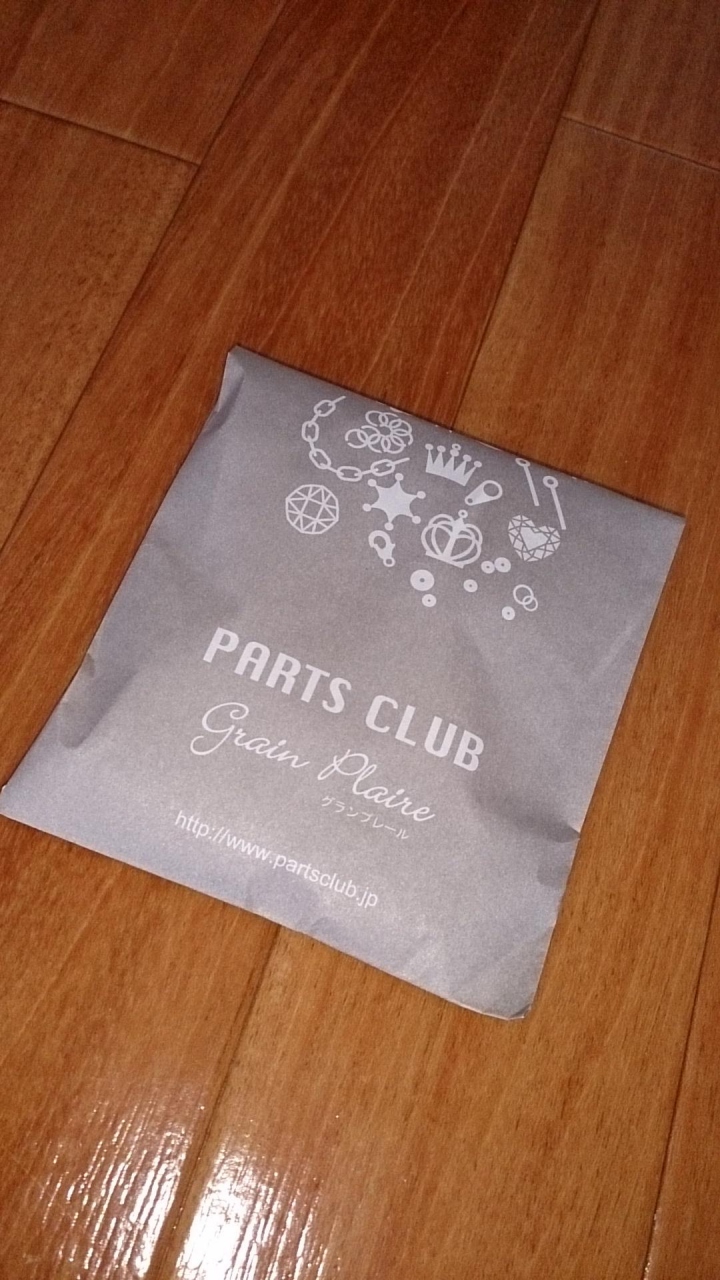 PARTS CLUB
Grain Plaire
グランプレール
http://www.partsclub.jp